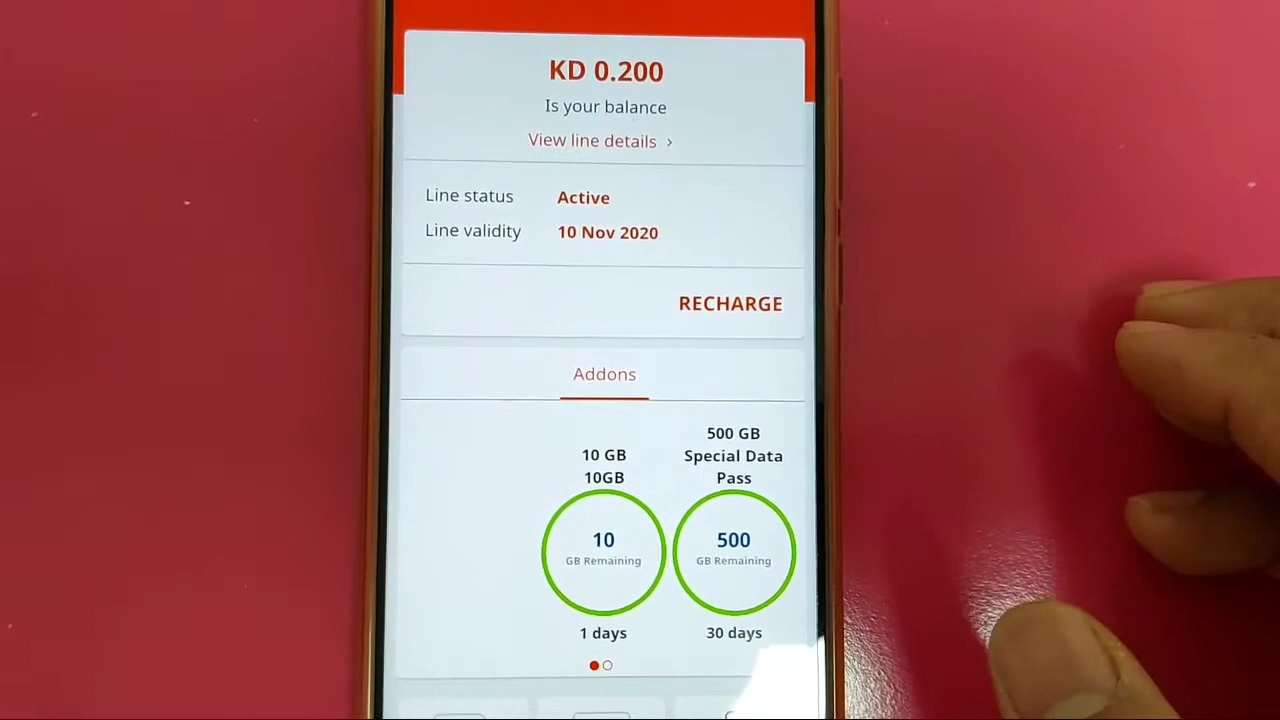 KD 0.200
Is your balance
View line details >
Line status Active
Line validity 10 Nov 2020
RECHARGE
Addons
10 GB
10GB
10
GB Remaining
1 days
500 GB
Special Data
Pass
500
GB Remaining
30 days